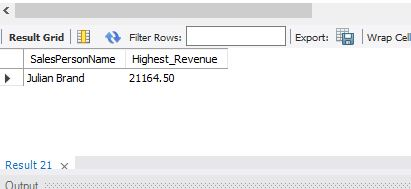 Result Grid Filter Rows: Export: Wrap Cell
SalesPersonName Highest_Revenue
Julian Brand 21164.50
Result 21 ×
Output